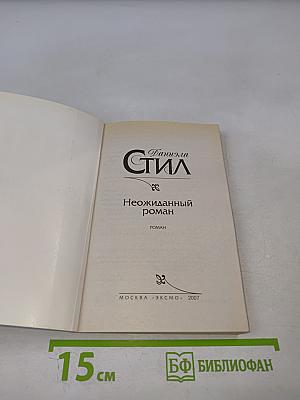 Даниэла
СТИЛ
Неожиданный
роман
РОМАН
МОСКВА «ЭКСМО» 2007
15 см
БФ БИБЛИОФАН